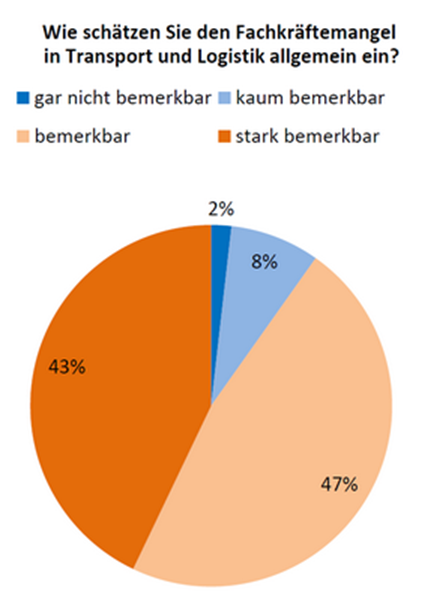 Wie schätzen Sie den Fachkräftemangel
in Transport und Logistik allgemein ein?
gar nicht bemerkbar kaum bemerkbar
bemerkbar stark bemerkbar
2%
8%
43%
47%